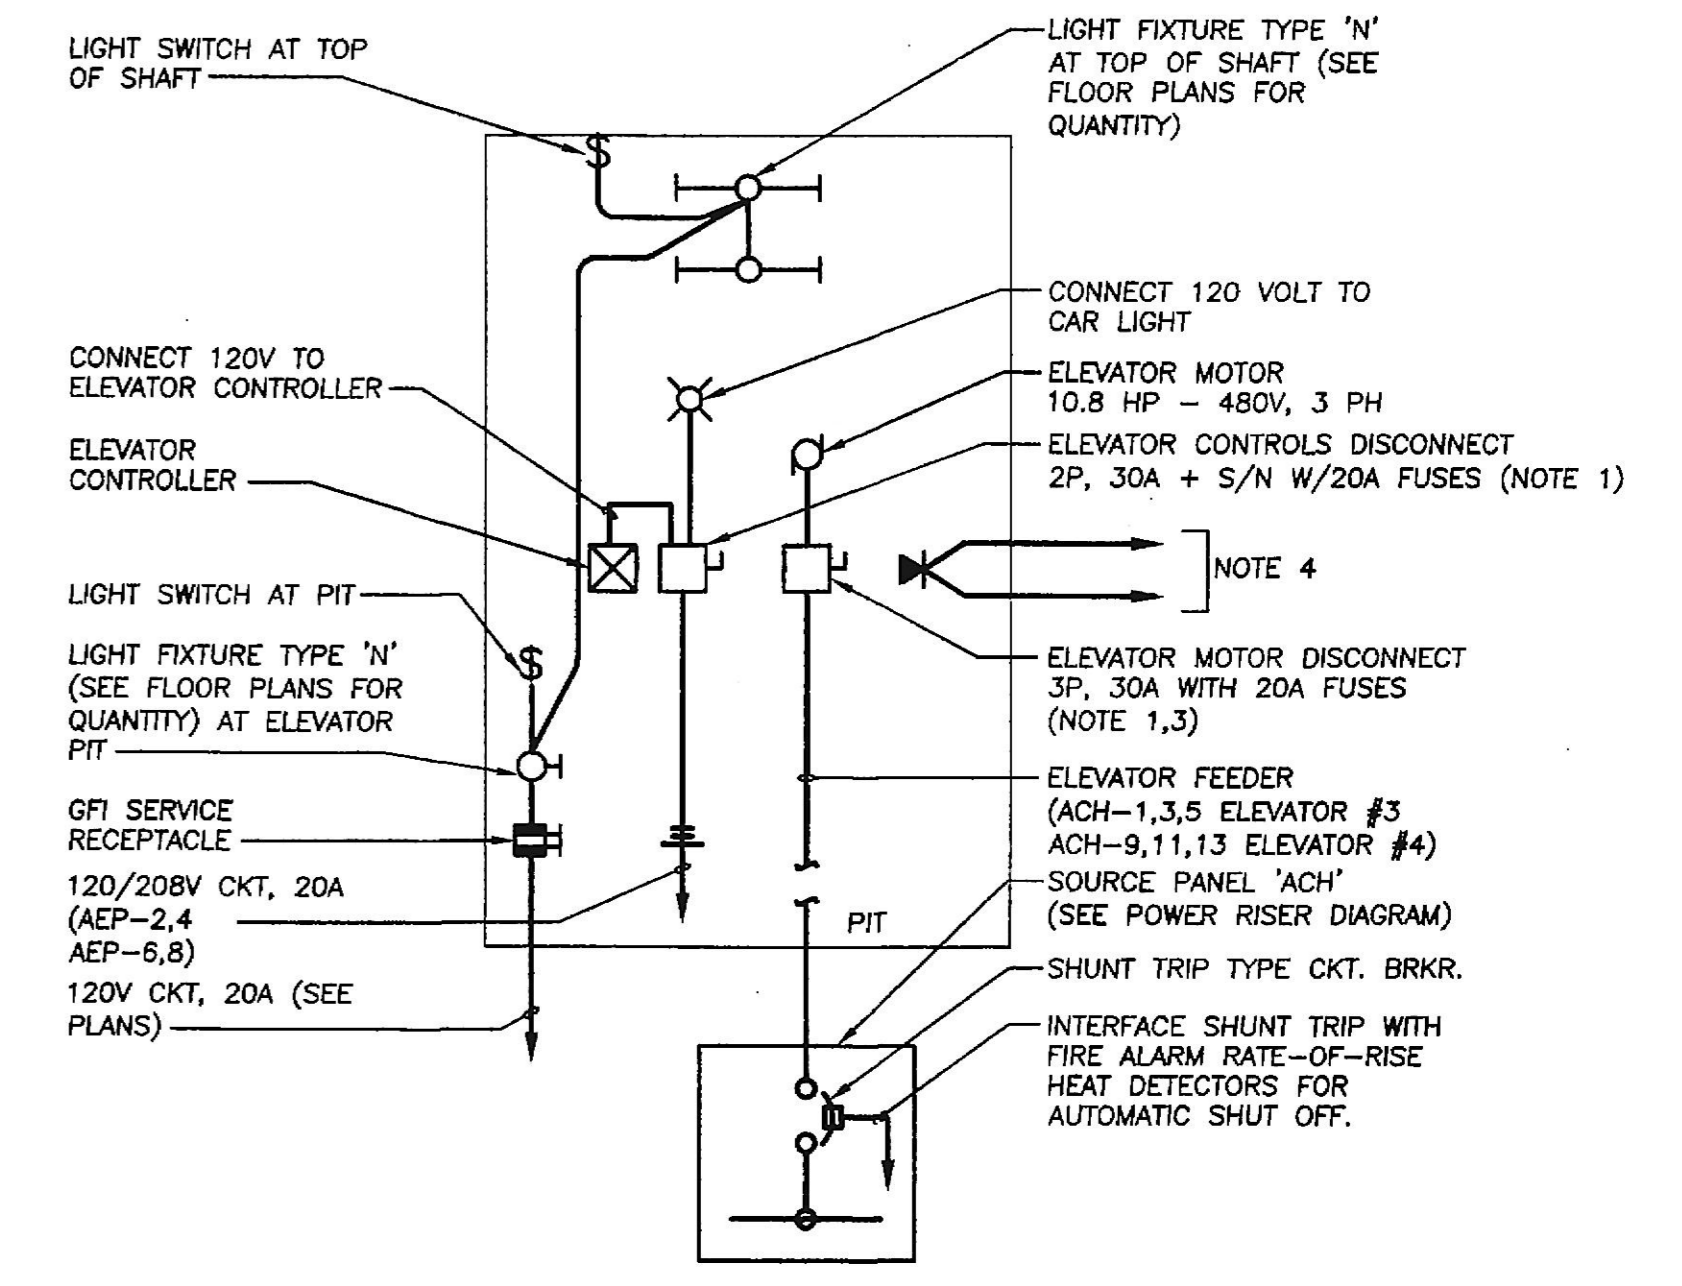 LIGHT SWITCH AT TOP
OF SHAFT
CONNECT 120V TO
ELEVATOR CONTROLLER
ELEVATOR
CONTROLLER
LIGHT SWITCH AT PIT
LIGHT FIXTURE TYPE 'N'
(SEE FLOOR PLANS FOR
QUANTITY) AT ELEVATOR
PIT
GFI SERVICE
RECEPTACLE
120/208V CKT, 20A
(AEP-2,4
AEP-6,8)
120V CKT, 20A (SEE
PLANS)
$
$
PIT
LIGHT FIXTURE TYPE 'N'
AT TOP OF SHAFT (SEE
FLOOR PLANS FOR
QUANTITY)
CONNECT 120 VOLT TO
CAR LIGHT
ELEVATOR MOTOR
10.8 HP - 480V, 3 PH
ELEVATOR CONTROLS DISCONNECT
2P, 30A + S/N W/20A FUSES (NOTE 1)
NOTE 4
ELEVATOR MOTOR DISCONNECT
3P, 30A WITH 20A FUSES
(NOTE 1,3)
ELEVATOR FEEDER
(ACH-1,3,5 ELEVATOR #3
ACH-9,11,13 ELEVATOR #4)
SOURCE PANEL 'ACH'
(SEE POWER RISER DIAGRAM)
SHUNT TRIP TYPE CKT. BRKR.
INTERFACE SHUNT TRIP WITH
FIRE ALARM RATE-OF-RISE
HEAT DETECTORS FOR
AUTOMATIC SHUT OFF.